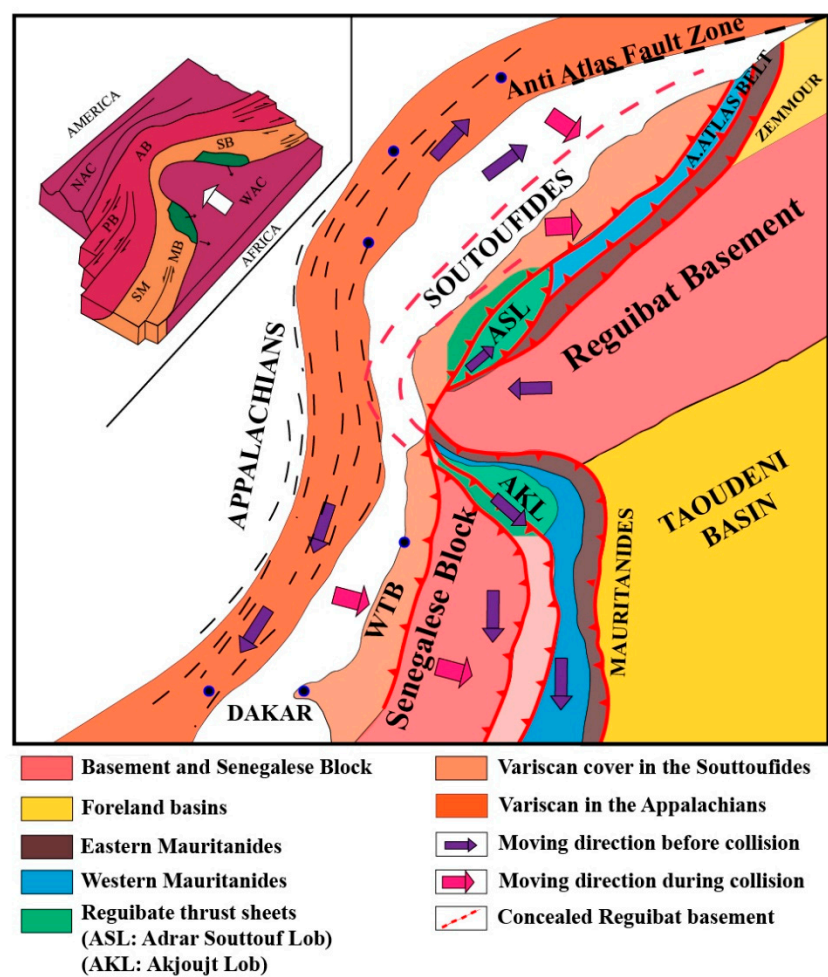 AMERICA
NAC
AB
SB
PB
WAC
MB
SM
AFRICA
Anti Atlas Fault Zone
A.ATLAS BELT
ZEMMOUR
SOUTOUFIDES
ASL
Reguibat Basement
APPALACHIANS
AKL
TAOUDENI
BASIN
MAURITANIDES
Senegalese Block
WTB
DAKAR
Basement and Senegalese Block
Foreland basins
Eastern Mauritanides
Western Mauritanides
Reguibate thrust sheets
(ASL: Adrar Souttouf Lob)
(AKL: Akjoujt Lob)
Variscan cover in the Souttoufides
Variscan in the Appalachians
Moving direction before collision
Moving direction during collision
Concealed Reguibat basement